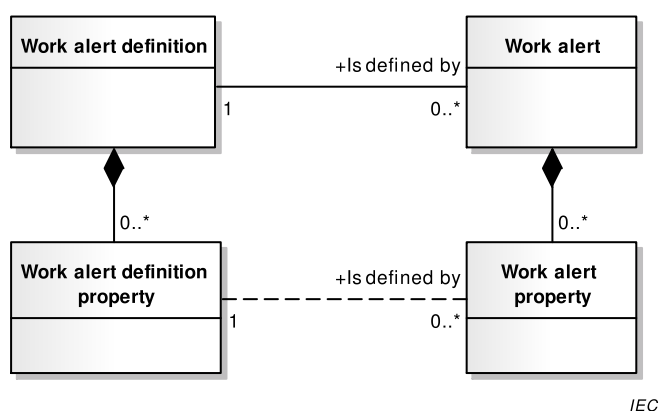 Work alert definition
Work alert
+Is defined by
1
0..*
0..*
0..*
Work alert definition
property
Work alert
property
+Is defined by
1
0..*
IEC